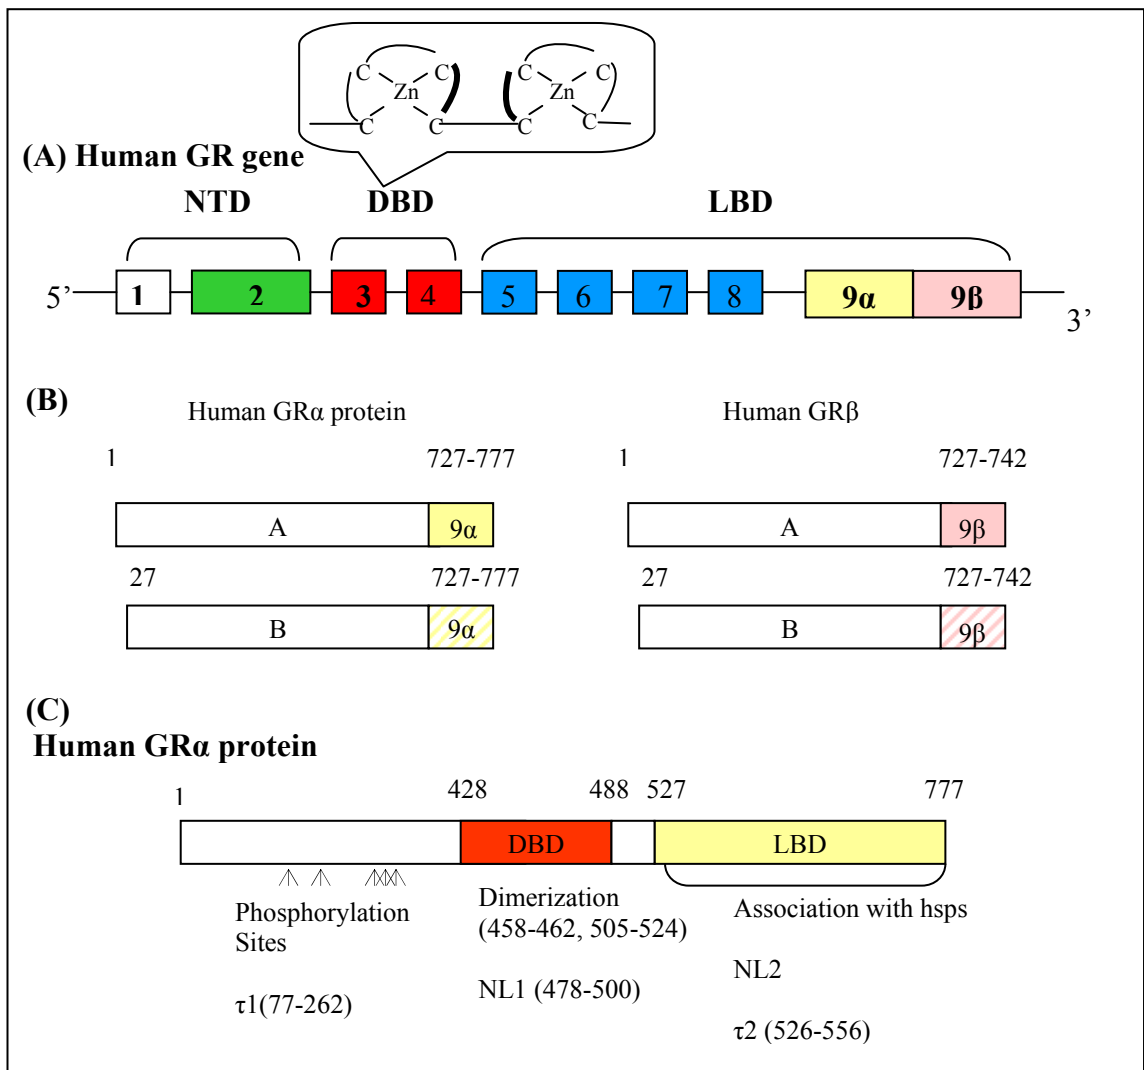 C C C C
Zn Zn
C C C C
(A) Human GR gene
NTD DBD LBD
5’ 1 2 3 4 5 6 7 8 9α 9β 3’
(B)
Human GRα protein Human GRβ
1 727-777 1 727-742
A 9α A 9β
27 727-777 27 727-742
B 9α B 9β
(C)
Human GRα protein
1 428 488 527 777
DBD LBD
Phosphorylation
Sites
τ1(77-262)
Dimerization
(458-462, 505-524)
NL1 (478-500)
Association with hsps
NL2
τ2 (526-556)